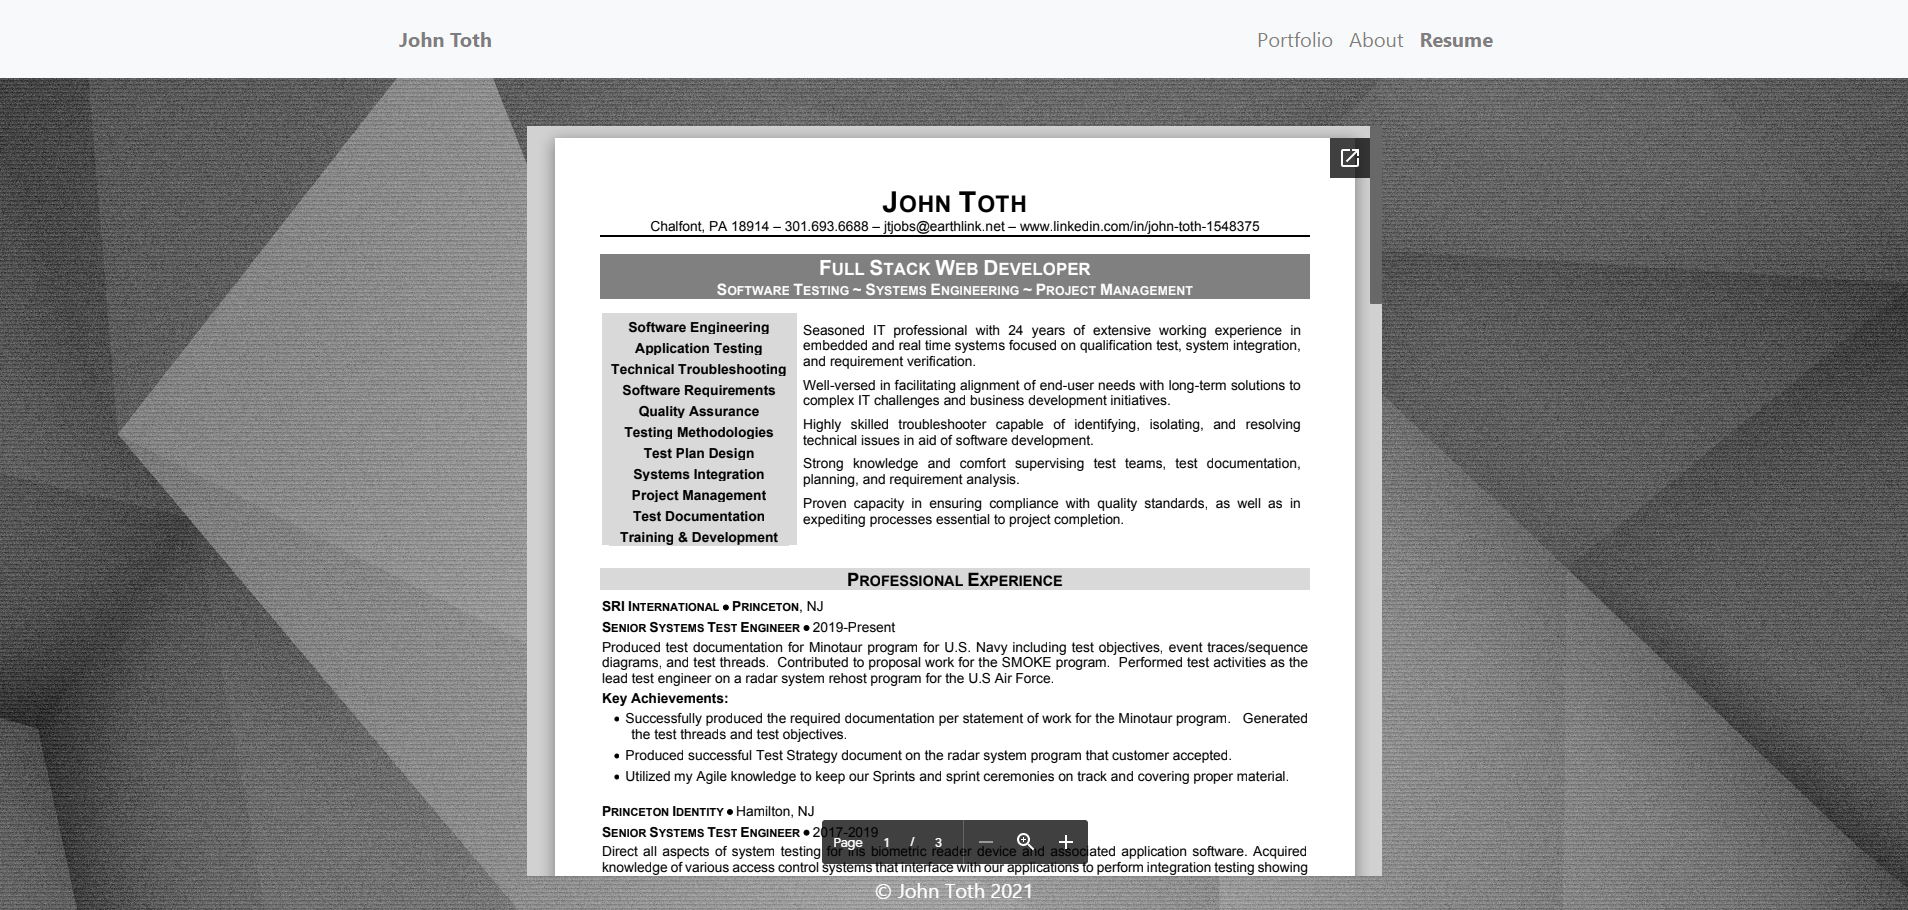 John Toth
Portfolio About Resume
JOHN TOTH
Chalfont, PA 18914 – 301.693.6688 – jtjobs@earthlink.net – www.linkedin.com/in/john-toth-1548375
FULL STACK WEB DEVELOPER
SOFTWARE TESTING ~ SYSTEMS ENGINEERING ~ PROJECT MANAGEMENT
Software Engineering
Application Testing
Technical Troubleshooting
Software Requirements
Quality Assurance
Testing Methodologies
Test Plan Design
Systems Integration
Project Management
Test Documentation
Training & Development
Seasoned IT professional with 24 years of extensive working experience in
embedded and real time systems focused on qualification test, system integration,
and requirement verification.
Well-versed in facilitating alignment of end-user needs with long-term solutions to
complex IT challenges and business development initiatives.
Highly skilled troubleshooter capable of identifying, isolating, and resolving
technical issues in aid of software development.
Strong knowledge and comfort supervising test teams, test documentation,
planning, and requirement analysis.
Proven capacity in ensuring compliance with quality standards, as well as in
expediting processes essential to project completion.
PROFESSIONAL EXPERIENCE
SRI INTERNATIONAL ● PRINCETON, NJ
SENIOR SYSTEMS TEST ENGINEER ● 2019-Present
Produced test documentation for Minotaur program for U.S. Navy including test objectives, event traces/sequence
diagrams, and test threads. Contributed to proposal work for the SMOKE program. Performed test activities as the
lead test engineer on a radar system rehost program for the U.S Air Force.
Key Achievements:
• Successfully produced the required documentation per statement of work for the Minotaur program. Generated
the test threads and test objectives.
• Produced successful Test Strategy document on the radar system program that customer accepted.
• Utilized my Agile knowledge to keep our Sprints and sprint ceremonies on track and covering proper material.
PRINCETON IDENTITY ● Hamilton, NJ
SENIOR SYSTEMS TEST ENGINEER ● 2017-2019
Page 1 / 3
Direct all aspects of system testing for iris biometric reader device and associated application software. Acquired
knowledge of various access control systems that interface with our applications to perform integration testing showing
© John Toth 2021